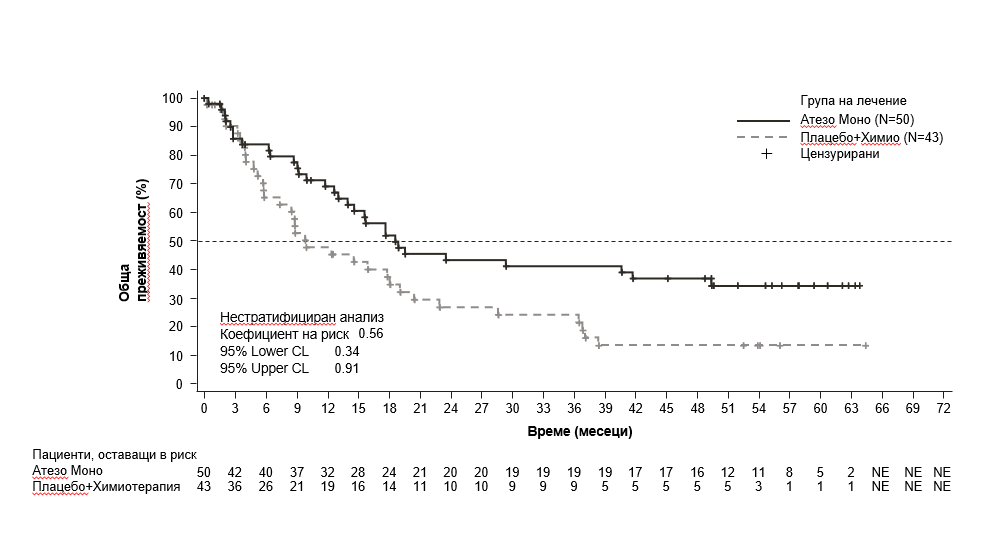 Група на лечение
Атезо Моно (N=50)
Плацебо+Химио (N=43)
Цензурирани
Обща
преживяемост (%)
100
90
80
70
60
50
40
30
20
10
0
Нестратифициран анализ
Коефициент на риск 0.56
95% Lower CL 0.34
95% Upper CL 0.91
0 3 6 9 12 15 18 21 24 27 30 33 36 39 42 45 48 51 54 57 60 63 66 69 72
Време (месеци)
Пациенти, оставащи в риск
Атезо Моно 50 42 40 37 32 28 24 21 20 20 19 19 19 19 17 17 16 12 11 8 5 2 NE NE NE
Плацебо+Химиотерапия 43 36 26 21 19 16 14 11 10 10 9 9 9 5 5 5 5 5 3 1 1 1 NE NE NE